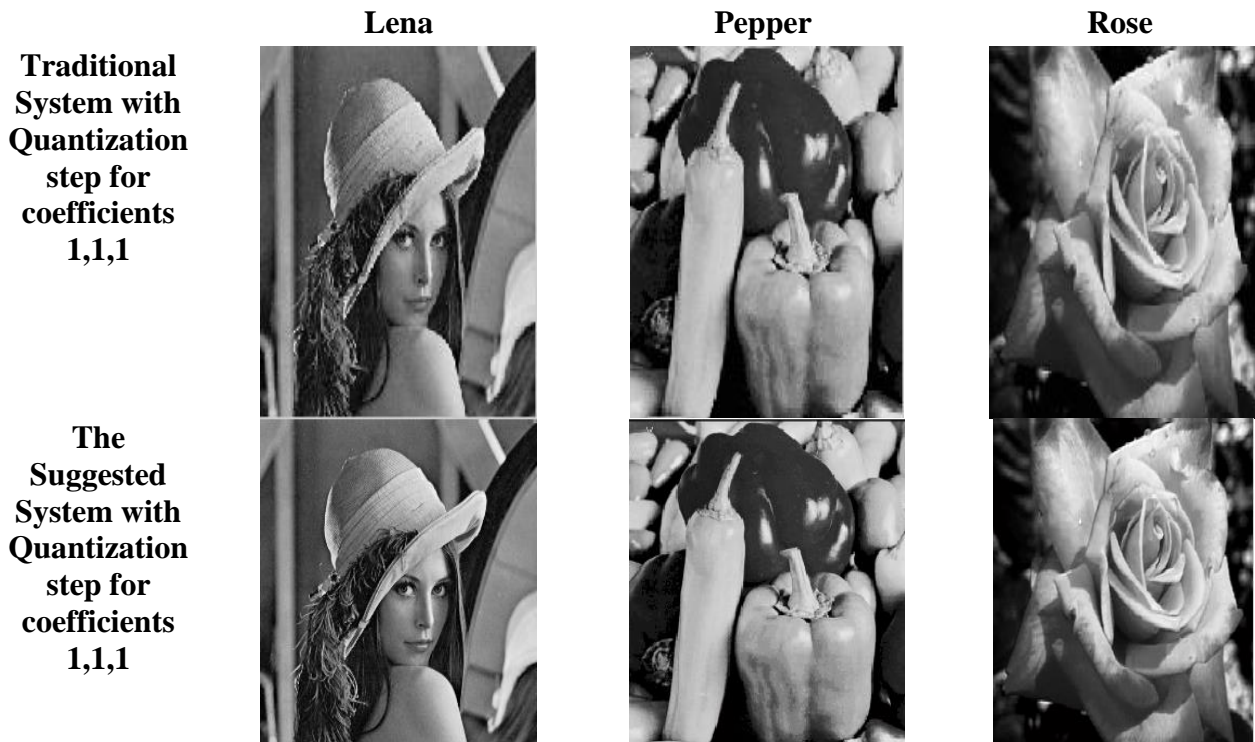 Lena Pepper Rose
Traditional
System with
Quantization
step for
coefficients
1,1,1
The
Suggested
System with
Quantization
step for
coefficients
1,1,1